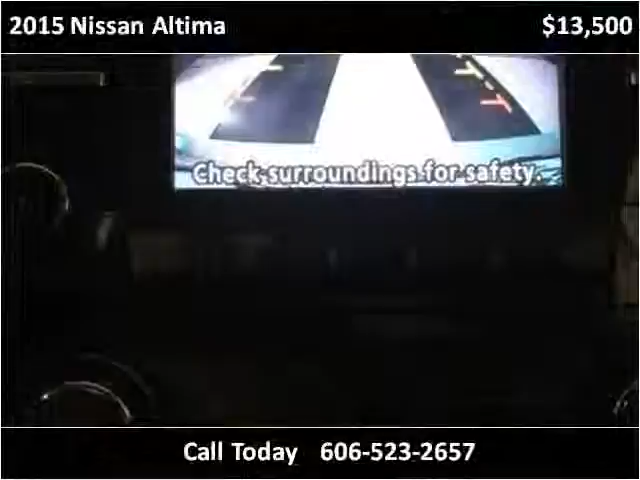 2015 Nissan Altima $13,500
Check surroundings for safety.
Call Today 606-523-2657